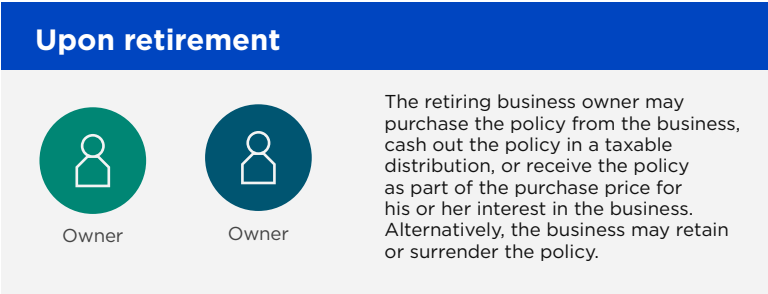 Upon retirement
The retiring business owner may
purchase the policy from the business,
cash out the policy in a taxable
distribution, or receive the policy
as part of the purchase price for
his or her interest in the business.
Alternatively, the business may retain
or surrender the policy.
Owner
Owner